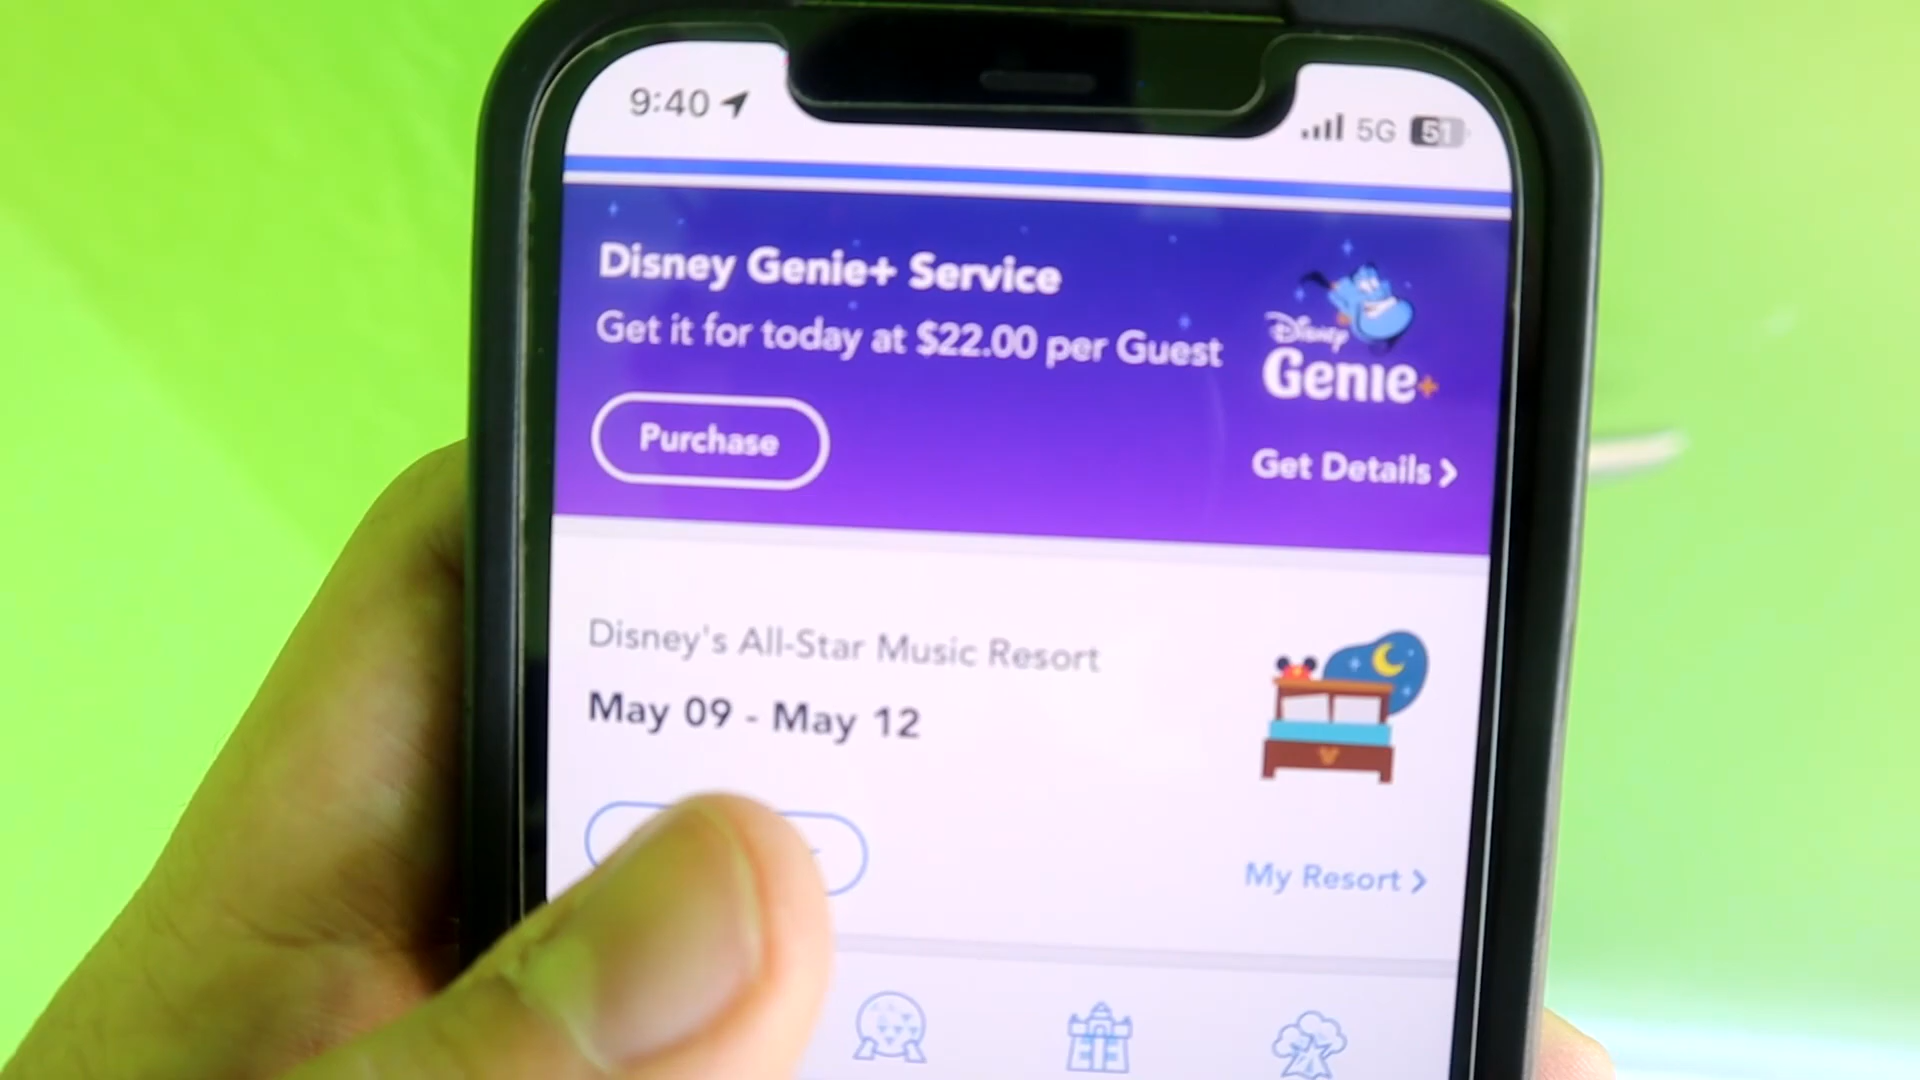 9:40
5G 51
Disney Genie+ Service
Get it for today at $22.00 per Guest
Disney
Genie+
Purchase
Get Details >
Disney's All-Star Music Resort
May 09 - May 12
My Resort >